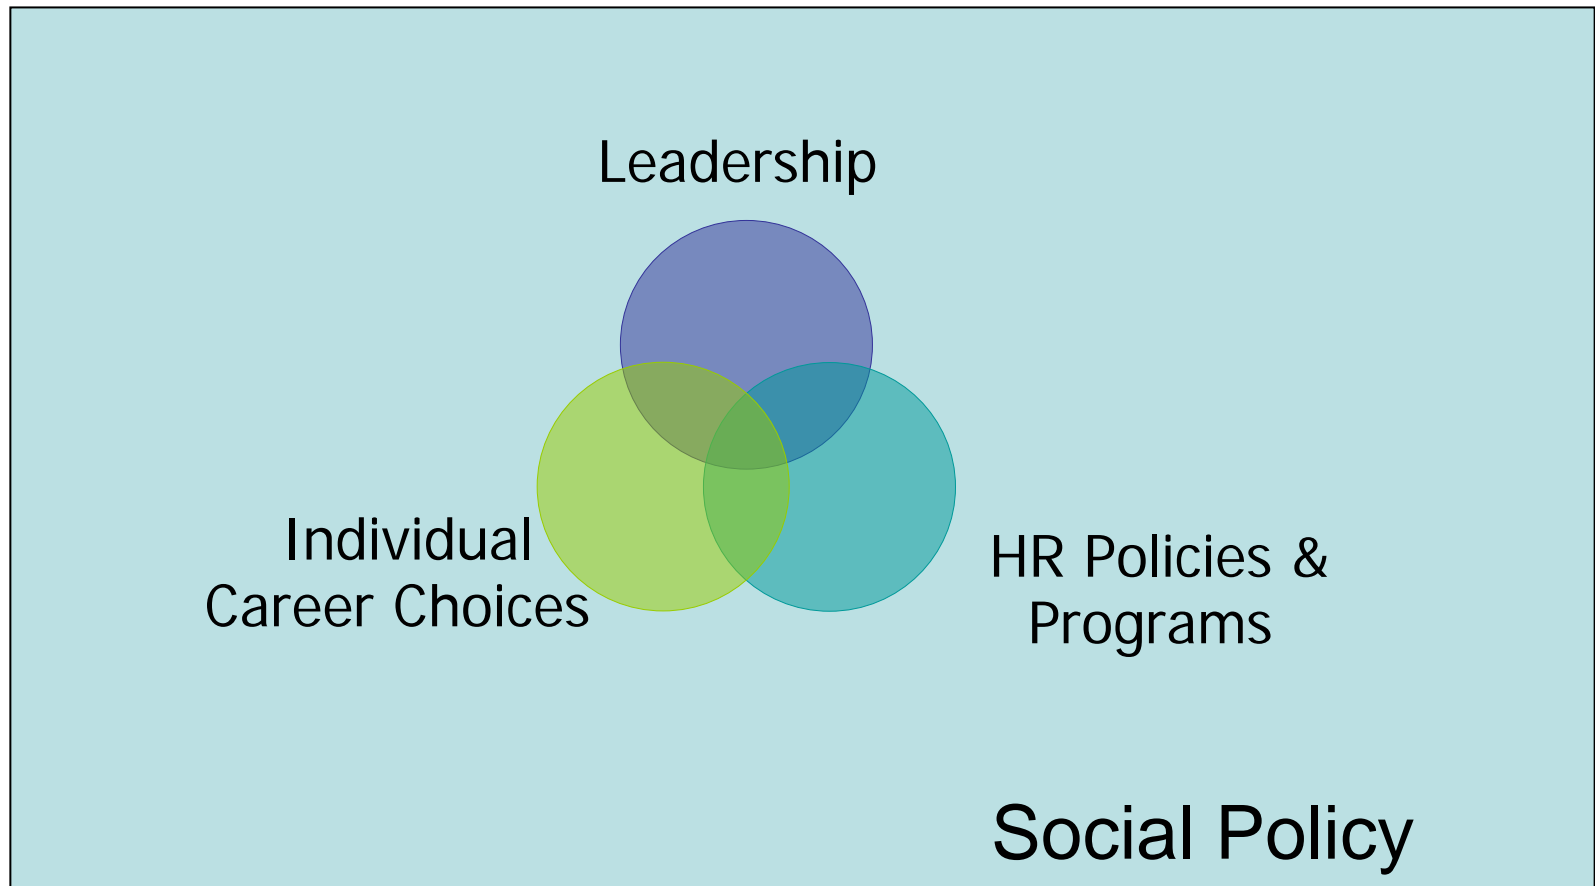 Leadership
Individual
Career Choices
HR Policies &
Programs
Social Policy